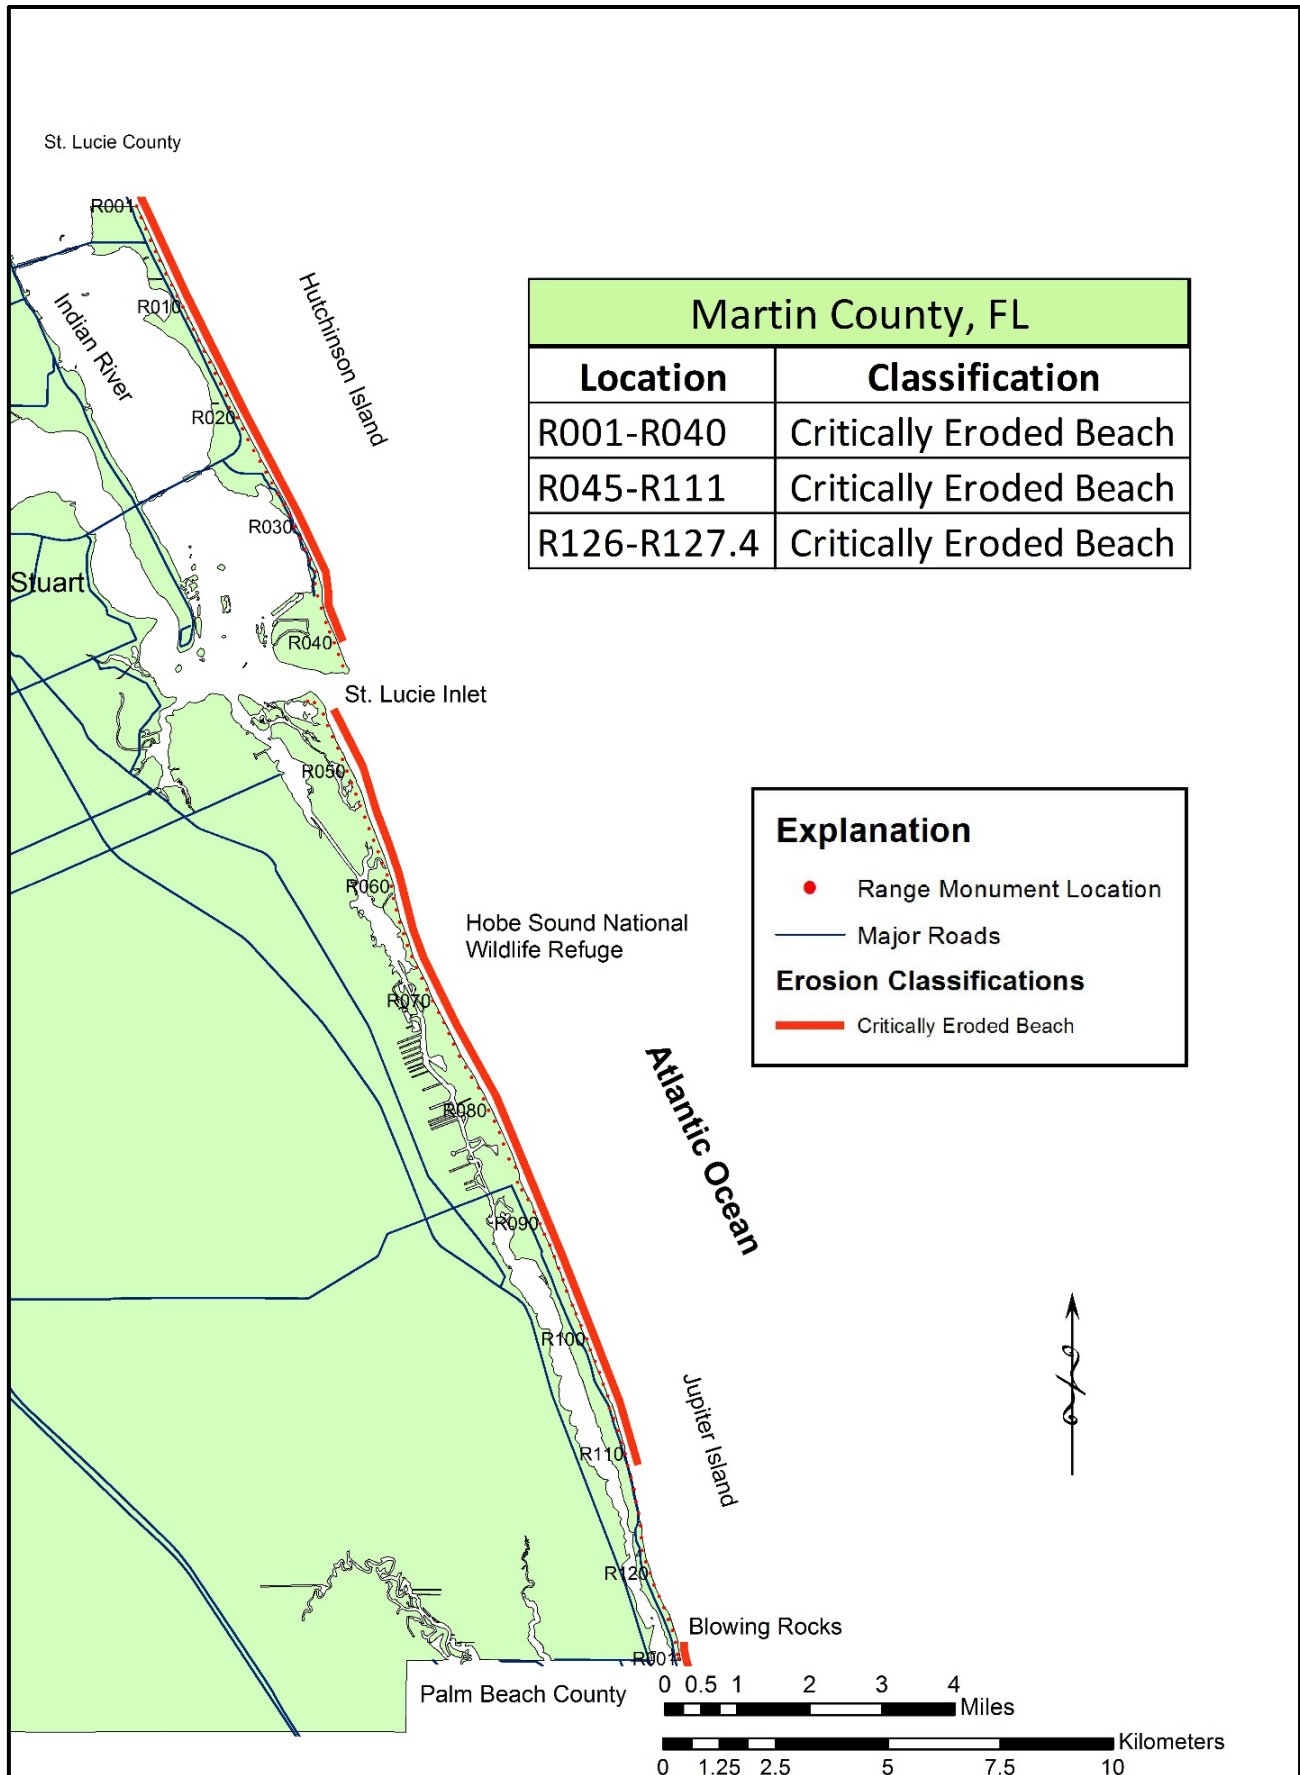 St. Lucie County
R001
Indian River
R010
Hutchinson Island
Martin County, FL
Location Classification
R001-R040 Critically Eroded Beach
R045-R111 Critically Eroded Beach
R126-R127.4 Critically Eroded Beach
R020
R030
Stuart
R040
St. Lucie Inlet
R050
R060
Hobe Sound National
Wildlife Refuge
R070
Explanation
Range Monument Location
Major Roads
Erosion Classifications
Critically Eroded Beach
Atlantic Ocean
R080
R090
R100
Jupiter Island
R110
R120
Blowing Rocks
R001
Palm Beach County
0 0.5 1 2 3 4
Miles
Kilometers
0 1.25 2.5 5 7.5 10